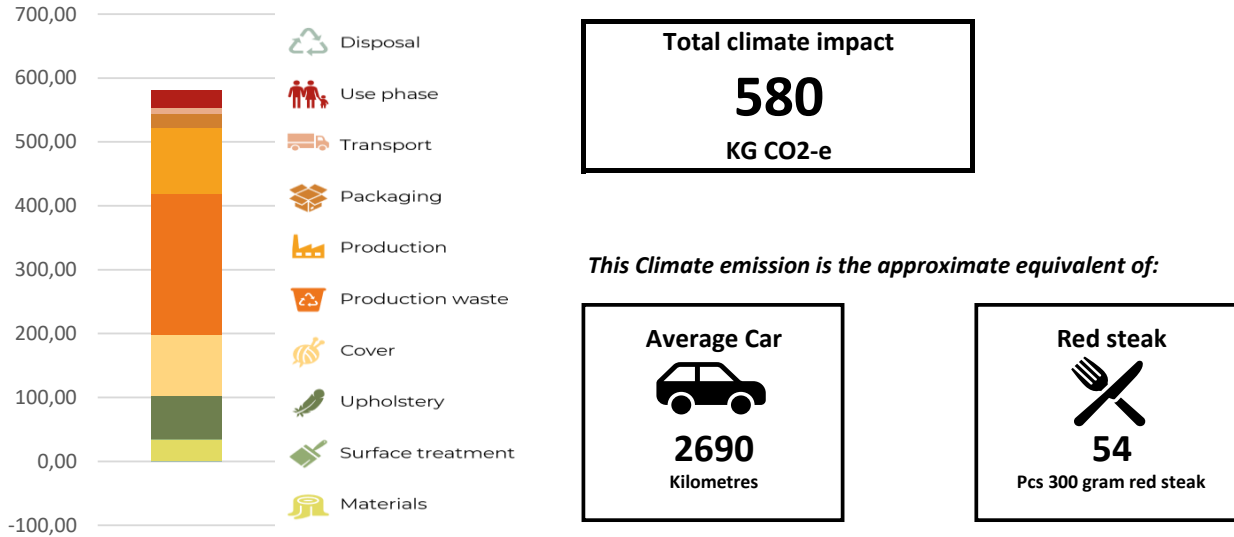 700,00
600,00
500,00
400,00
300,00
200,00
100,00
0,00
-100,00
Disposal
Use phase
Transport
Packaging
Production
Production waste
Cover
Upholstery
Surface treatment
Materials
Total climate impact
580
KG CO2-e
This Climate emission is the approximate equivalent of:
Average Car
2690
Kilometres
Red steak
54
Pcs 300 gram red steak